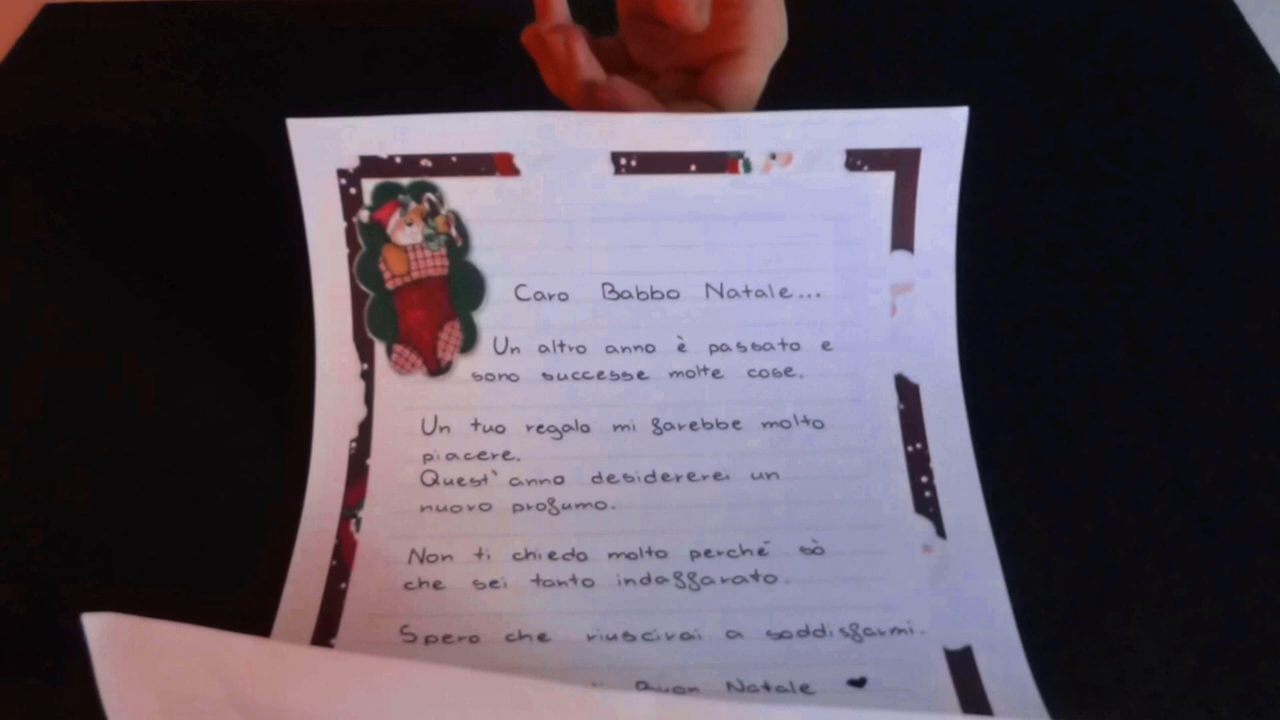 Caro Babbo Natale...
Un altro anno è passato e
sono successe molte cose.
Un tuo regalo mi farebbe molto
piacere.
Quest'anno desidererei un
nuovo profumo.
Non ti chiedo molto perché sò
che sei tanto indaffarato.
Spero che riuscirai a soddisfarmi.
Buon Natale